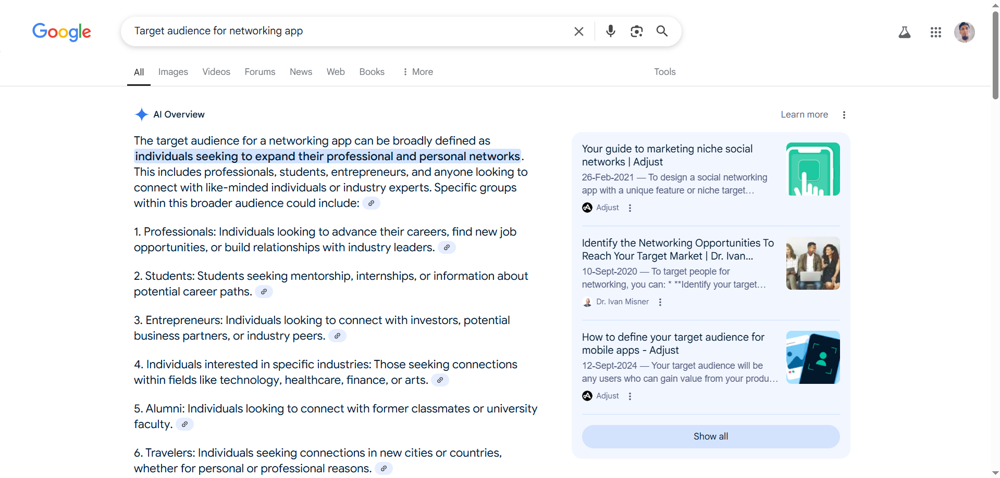 Google
Target audience for networking app
All
Images
Videos
Forums
News
Web
Books
More
Tools
AI Overview
Learn more
The target audience for a networking app can be broadly defined as
individuals seeking to expand their professional and personal networks.
This includes professionals, students, entrepreneurs, and anyone looking to
connect with like-minded individuals or industry experts. Specific groups
within this broader audience could include:
1. Professionals: Individuals looking to advance their careers, find new job
opportunities, or build relationships with industry leaders.
2. Students: Students seeking mentorship, internships, or information about
potential career paths.
3. Entrepreneurs: Individuals looking to connect with investors, potential
business partners, or industry peers.
4. Individuals interested in specific industries: Those seeking connections
within fields like technology, healthcare, finance, or arts.
5. Alumni: Individuals looking to connect with former classmates or university
faculty.
6. Travelers: Individuals seeking connections in new cities or countries,
whether for personal or professional reasons.
Your guide to marketing niche social
networks | Adjust
26-Feb-2021 — To design a social networking
app with a unique feature or niche target…
Adjust
Identify the Networking Opportunities To
Reach Your Target Market | Dr. Ivan...
10-Sept-2020 — To target people for
networking, you can: * **Identify your target…
Dr. Ivan Misner
How to define your target audience for
mobile apps - Adjust
12-Sept-2024 — Your target audience will be
any users who can gain value from your produ…
Adjust
Show all